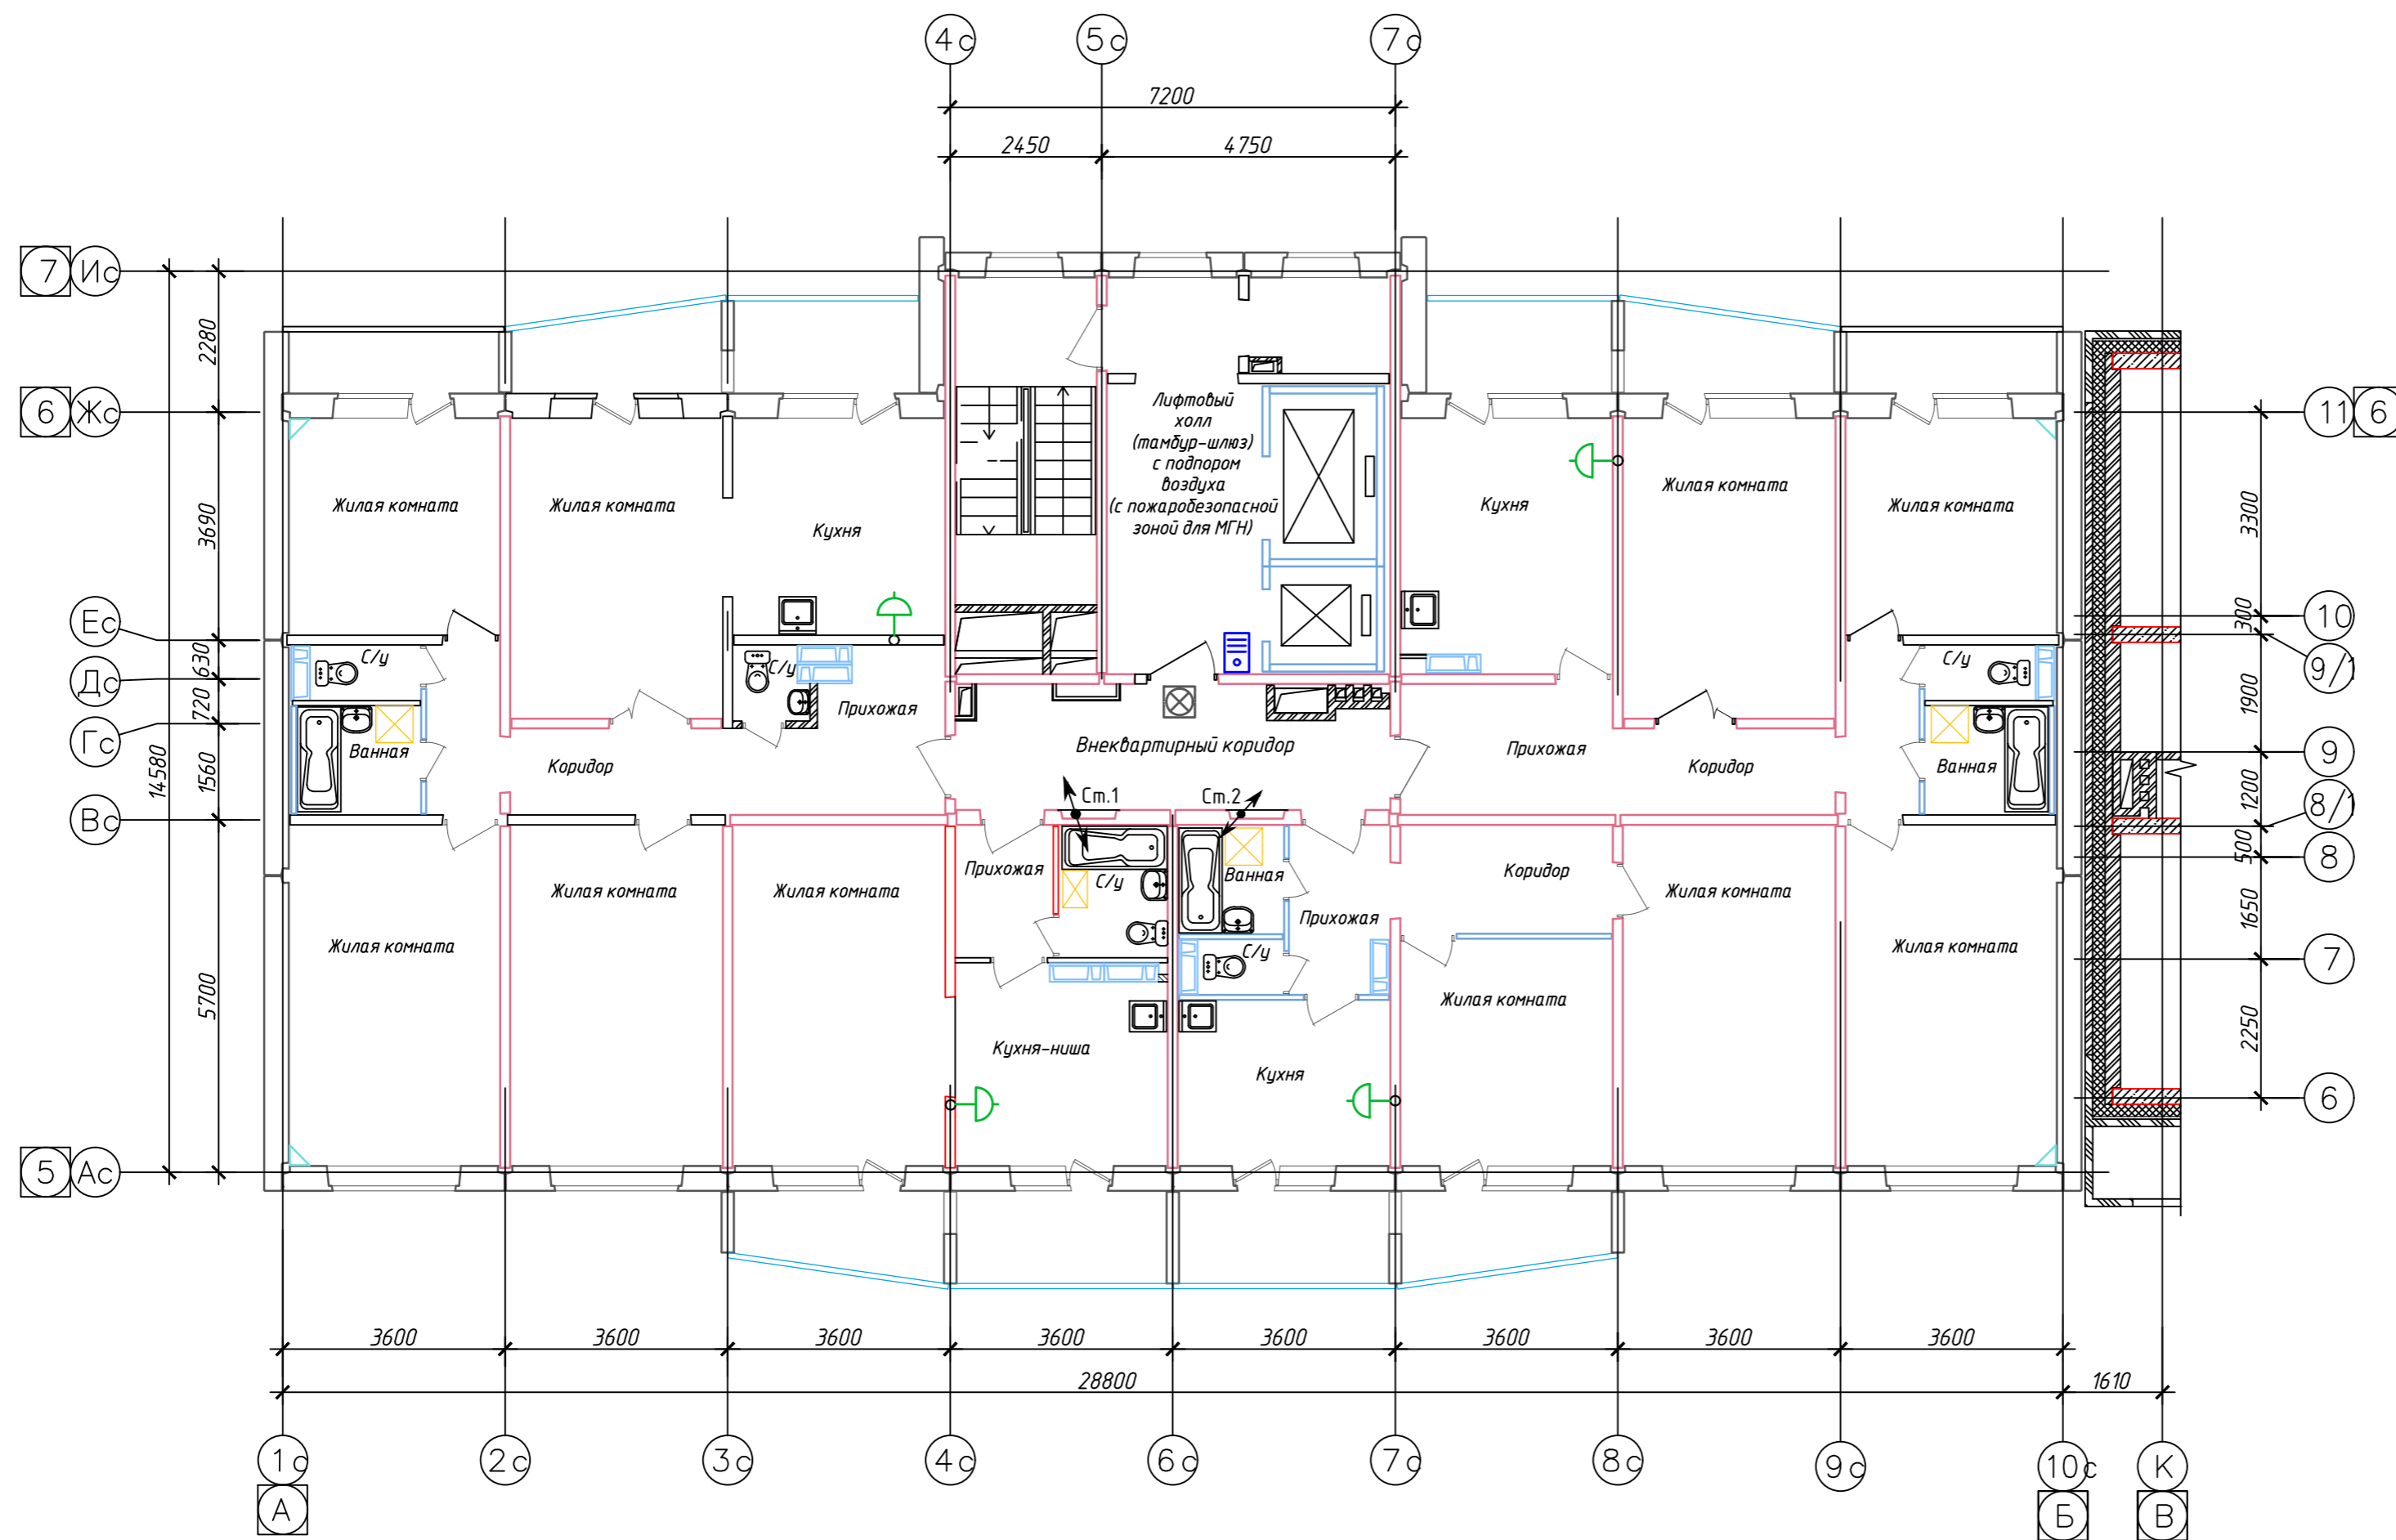 4с 5с 7с
7200
2450 4750
7 Ис
6 Жс
Ес
Дс
Гс
Вс
5 Ас
2280
3690
630
720
1560
5700
14580
Жилая комната
Жилая комната
Кухня
Лифтовый
холл
(тамбур-шлюз)
с подпором
воздуха
(с пожаробезопасной
зоной для МГН)
Кухня
Жилая комната
Жилая комната
С/у
Ванная
Коридор
С/у
Прихожая
Внеквартирный коридор
Прихожая
Коридор
С/у
Ванная
Ст.1
Ст.2
Жилая комната
Жилая комната
Жилая комната
Прихожая
С/у
Кухня-ниша
Ванная
С/у
Прихожая
Кухня
Коридор
Жилая комната
Жилая комната
Жилая комната
11 6
10
9/1
9
8/1
8
7
6
3300
300
1900
1200
500
1650
2250
3600 3600 3600 3600 3600 3600 3600 3600
28800 1610
1с 2с 3с 4с 6с 7с 8с 9с 10с К
А Б В